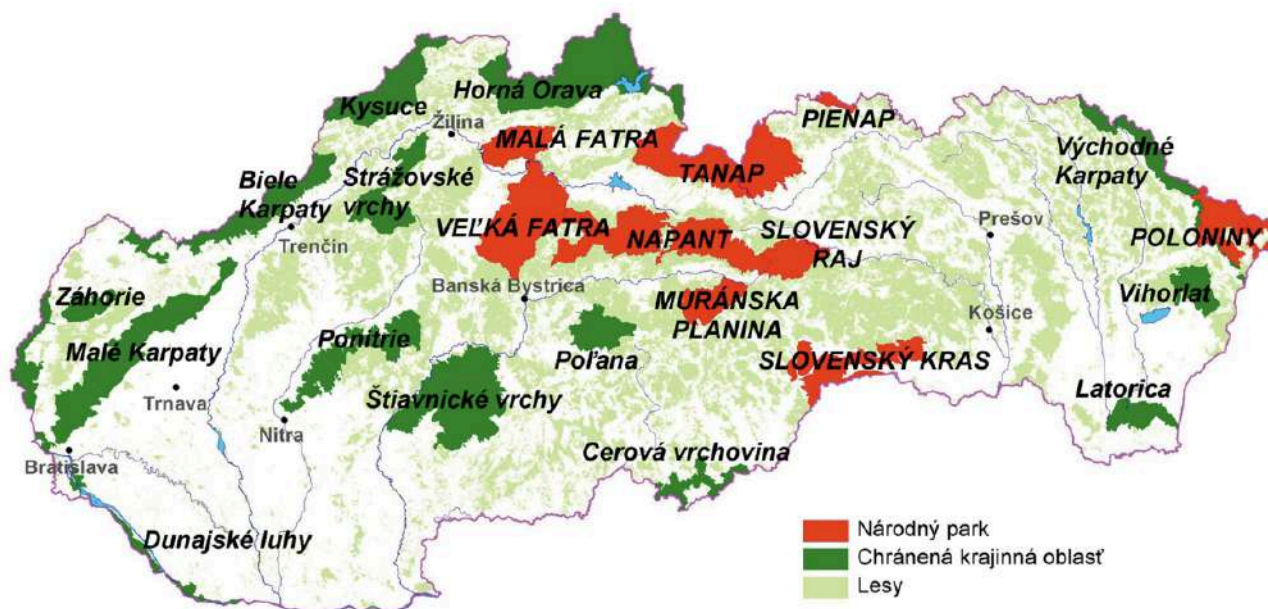 Horná Orava
Kysuce
Žilina
PIENAP
MALÁ FATRA
Východné
Karpaty
TANAP
Strážovské
vrchy
Biele
Karpaty
Trenčín
VEĽKÁ FATRA
NAPANT
SLOVENSKÝ
RAJ
Prešov
POLONINY
Banská Bystrica
Záhorie
MURÁNSKA
PLANINA
Vihorlat
Košice
Malé Karpaty
Ponitrie
Poľana
SLOVENSKÝ KRAS
Trnava
Štiavnické vrchy
Latorica
Nitra
Cerová vrchovina
Bratislava
Dunajské luhy
Národný park
Chránená krajinná oblasť
Lesy